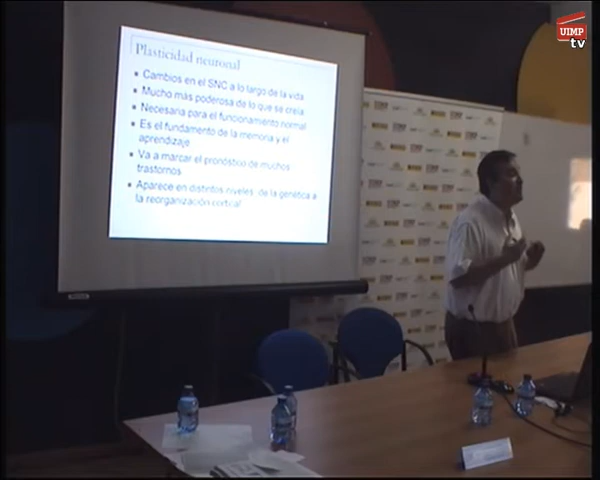 UIMP
tv
Plasticidad neuronal
Cambios en el SNC a lo largo de la vida
Mucho más poderosa de lo que se creía
Necesaria para el funcionamiento normal
Es el fundamento de la memoria y el
aprendizaje
Va a marcar el pronóstico de muchos
trastornos
Aparece en distintos niveles de la genética a
la reorganización cortical